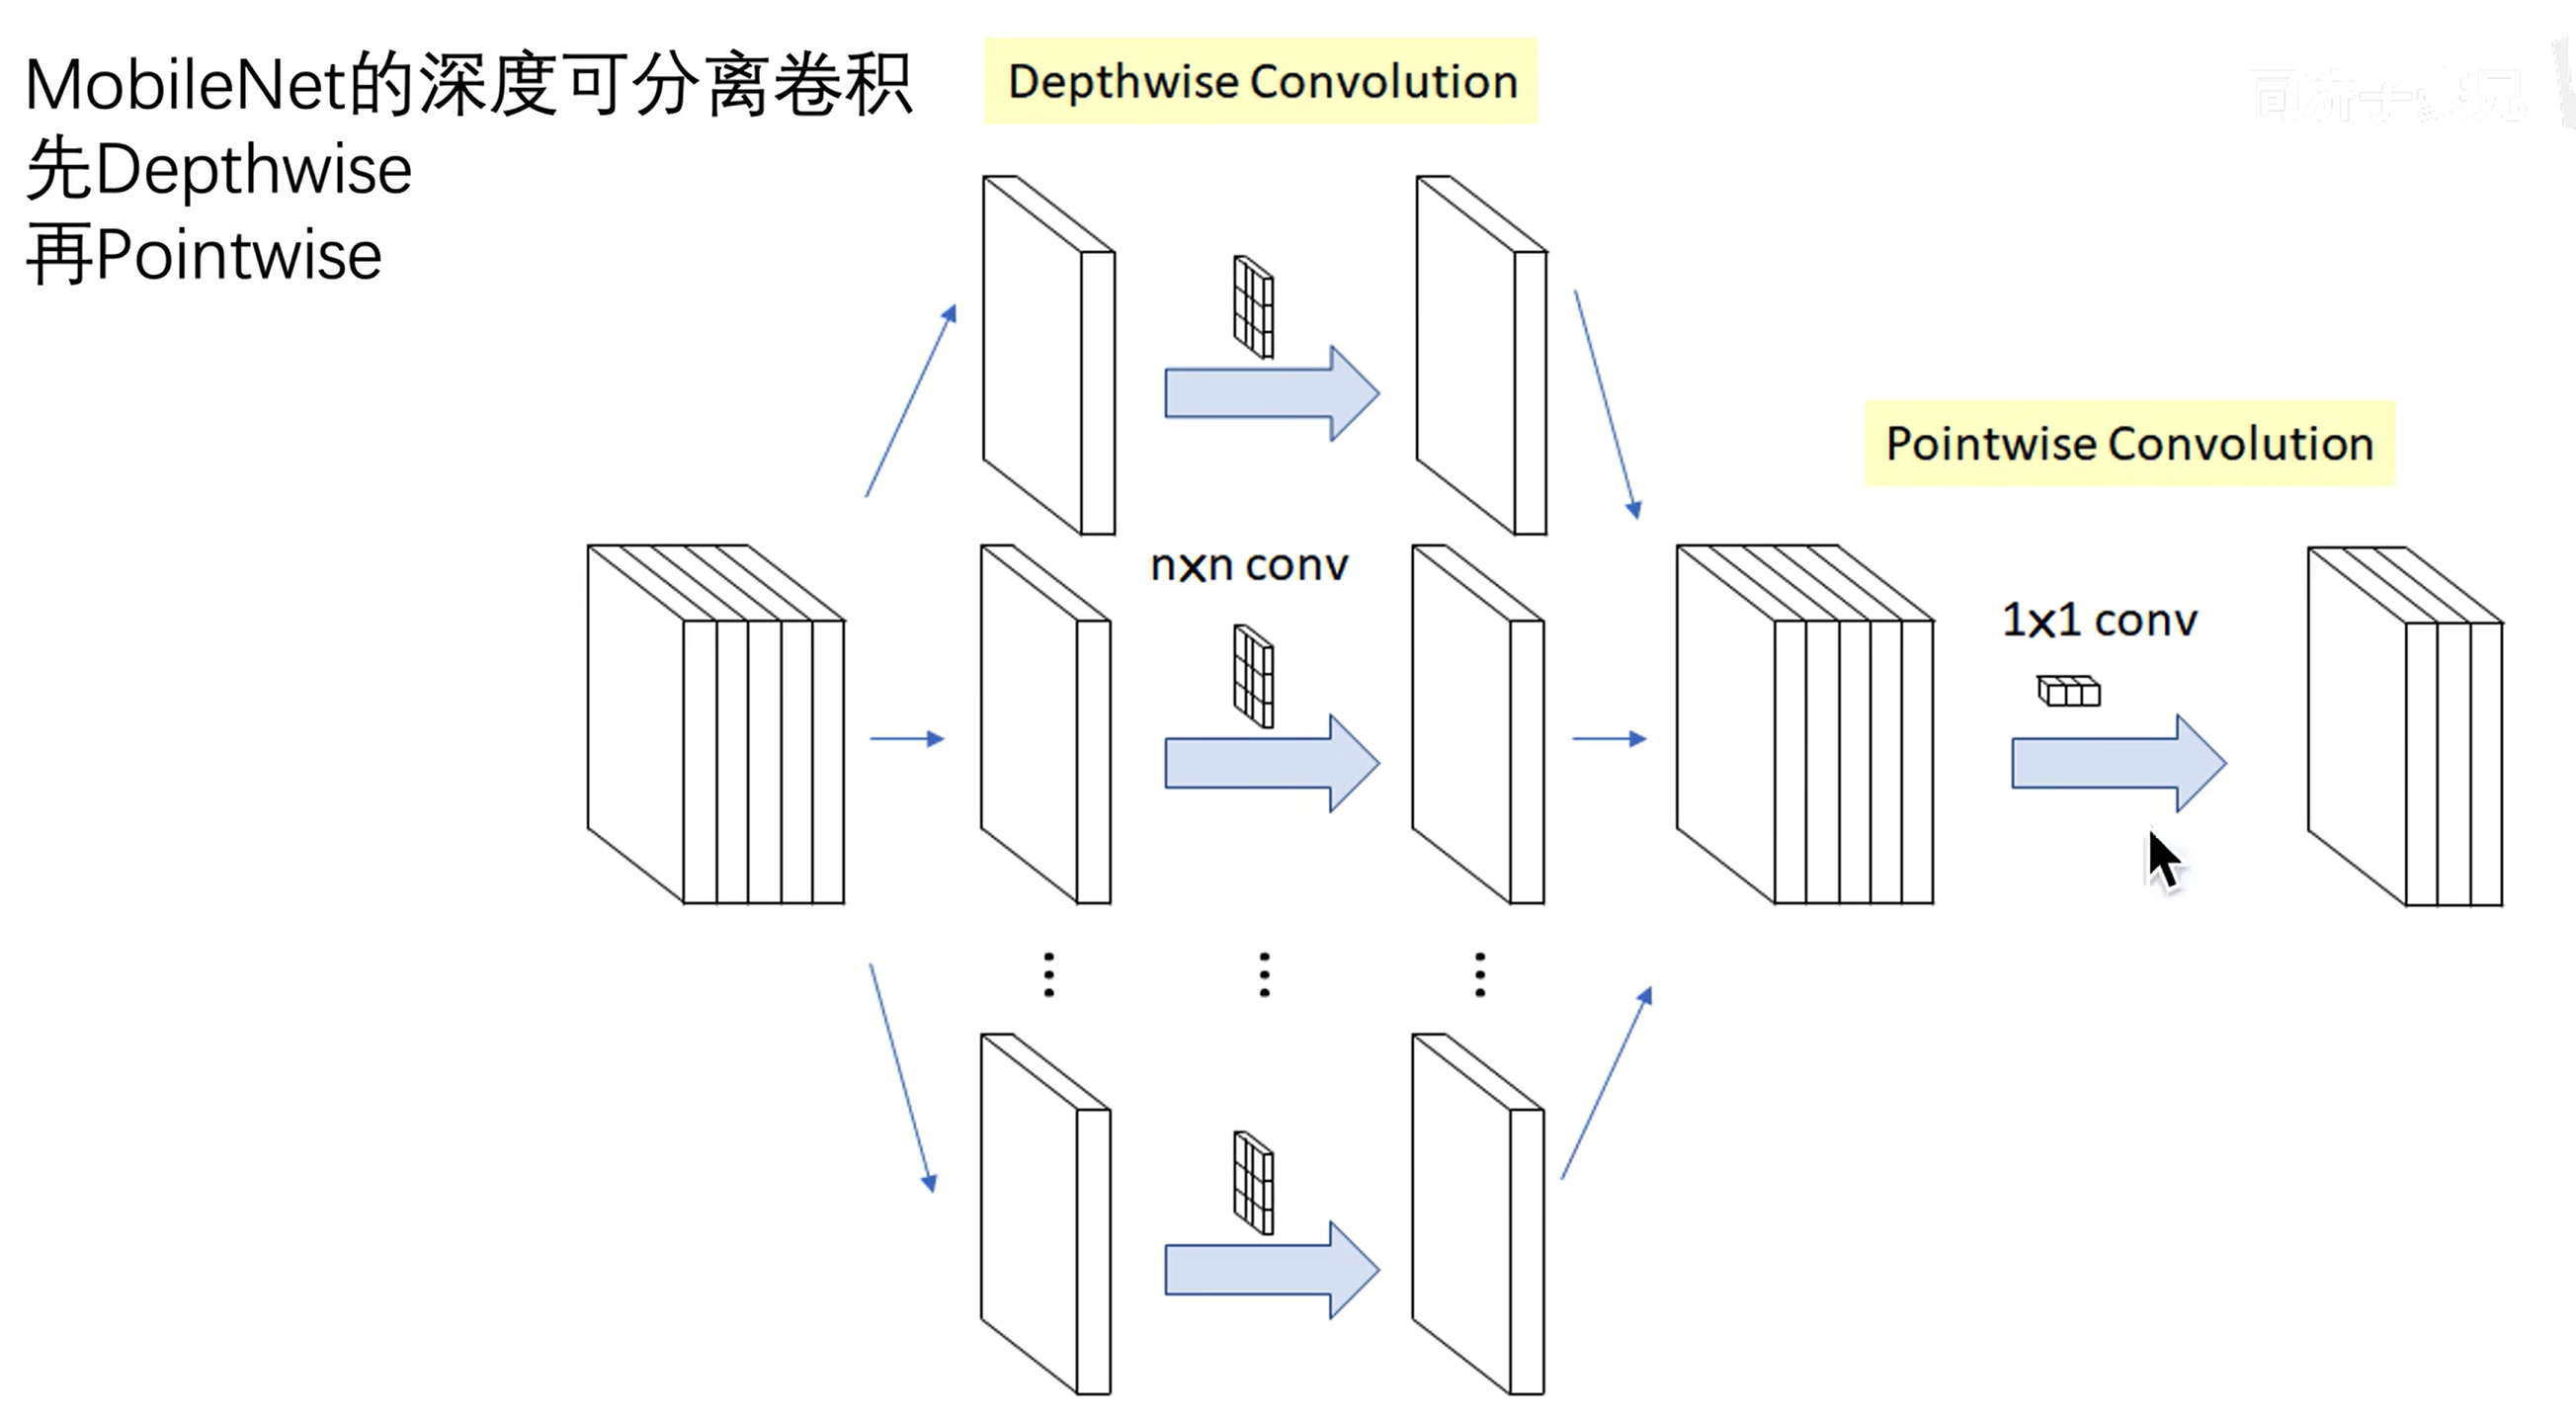 MobileNet的深度可分离卷积
先Depthwise
再Pointwise
Depthwise Convolution
Pointwise Convolution
nxn conv
1x1 conv